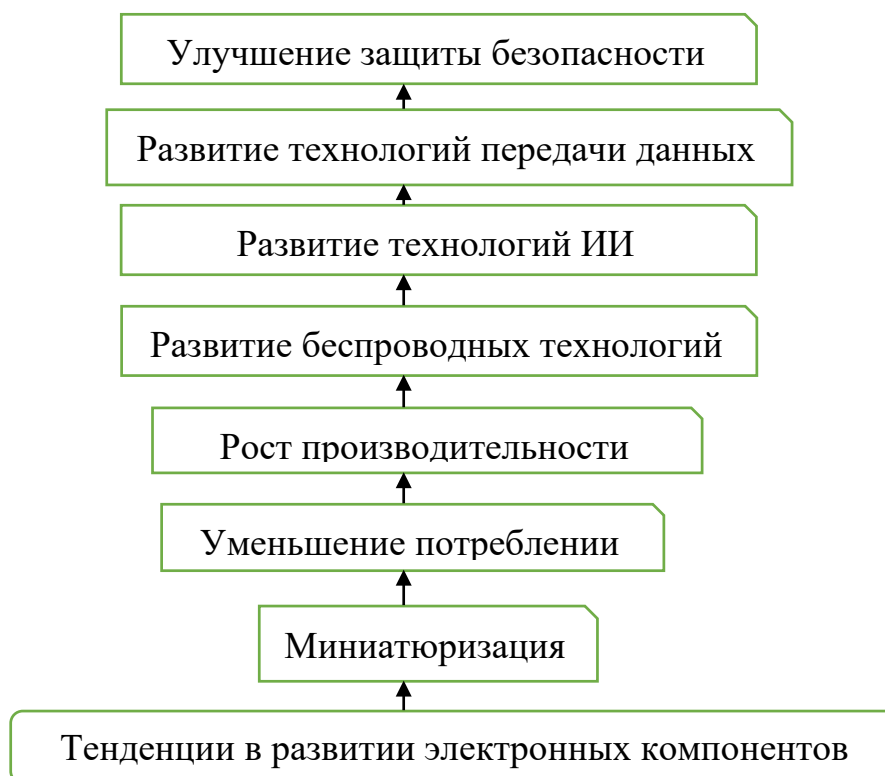 Улучшение защиты безопасности
Развитие технологий передачи данных
Развитие технологий ИИ
Развитие беспроводных технологий
Рост производительности
Уменьшение потреблении
Миниатюризация
Тенденции в развитии электронных компонентов